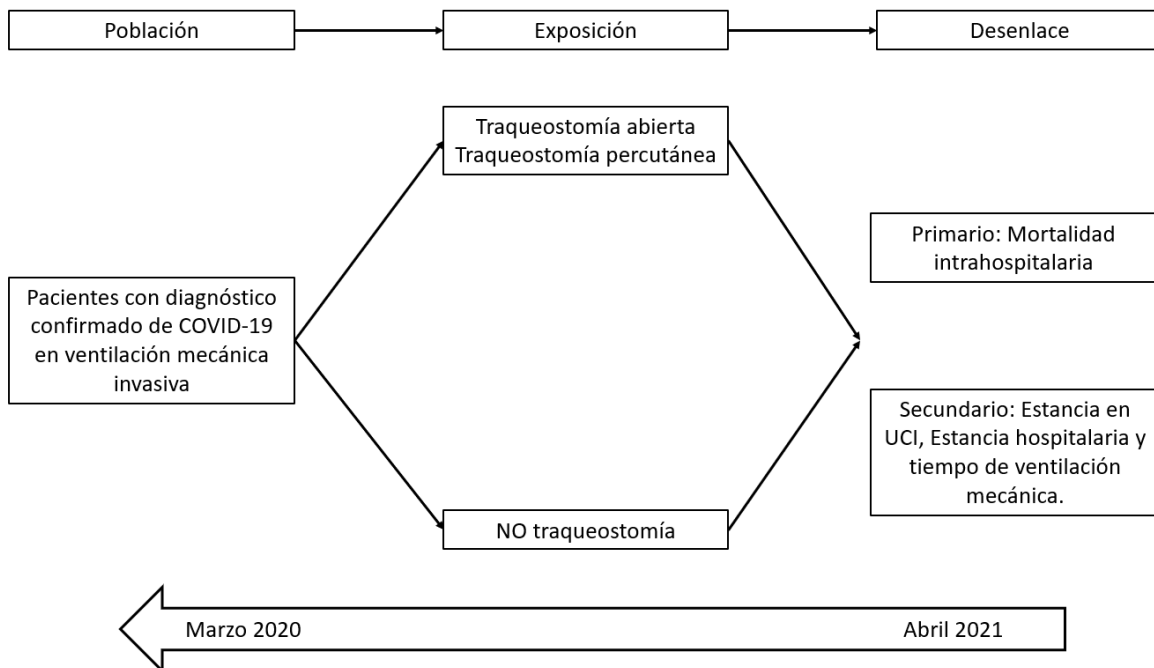 Población
Exposición
Desenlace
Traqueostomía abierta
Traqueostomía percutánea
Primario: Mortalidad
intrahospitalaria
Pacientes con diagnóstico
confirmado de COVID-19
en ventilación mecánica
invasiva
Secundario: Estancia en
UCI, Estancia hospitalaria y
tiempo de ventilación
mecánica.
NO traqueostomía
Marzo 2020
Abril 2021